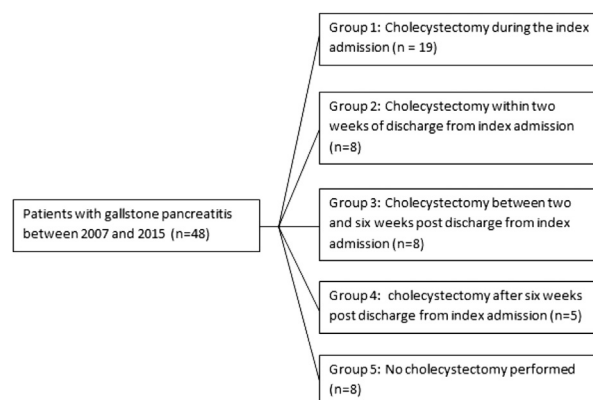 Group 1: Cholecystectomy during the index
admission (n = 19)
Group 2: Cholecystectomy within two
weeks of discharge from index admission
(n=8)
Patients with gallstone pancreatitis
between 2007 and 2015 (n=48)
Group 3: Cholecystectomy between two
and six weeks post discharge from index
admission (n=8)
Group 4: cholecystectomy after six weeks
post discharge from index admission (n=5)
Group 5: No cholecystectomy performed
(n=8)